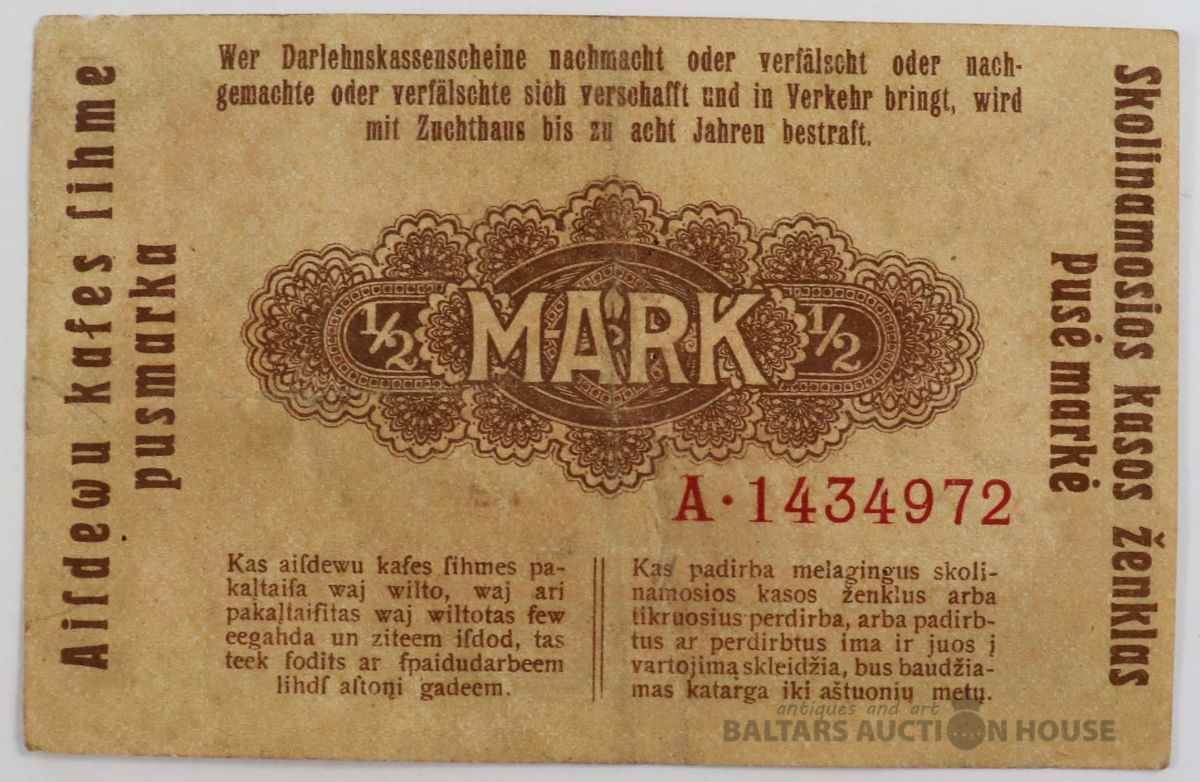 Wer Darlehnskassenscheine nachmacht oder verfälscht oder nach-
gemachte oder verfälschte sich verschafft und in Verkehr bringt, wird
mit Zuchthaus bis zu acht Jahren bestraft.
Aiſdewu kaſes ſihme
pusmarka
½ MARK ½
Skolinamosios kasos ženklas
pusė markė
A·1434972
Kas aiſdewu kaſes ſihmes pa-
kaļtaiſa waj wilto, waj ari
pakaļtaiſitas waj wiltotas ſew
eegahda un ziteem iſdod, tas
teek ſodits ar ſpaidudarbeem
lihdſ aſtoņi gadeem.
Kas padirba melagingus skoli-
namosios kasos ženklus arba
tikruosius perdirba, arba padirb-
tus ar perdirbtus ima ir juos į
vartojimą skleidžia, bus baudžia-
mas katarga iki aštuonių metų.
antiques and art
BALTARS AUCTION HOUSE